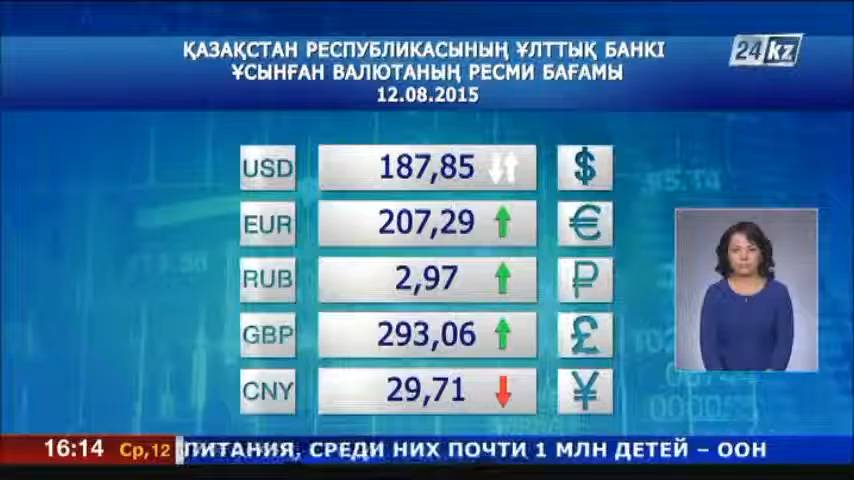 ҚАЗАҚСТАН РЕСПУБЛИКАСЫНЫҢ ҰЛТТЫҚ БАНКІ
ҰСЫНҒАН ВАЛЮТАНЫҢ РЕСМИ БАҒАМЫ
12.08.2015
24kz
USD 187,85 $
EUR 207,29 €
RUB 2,97 ₽
GBP 293,06 £
CNY 29,71 ¥
16:14 Ср,12 ПИТАНИЯ, СРЕДИ НИХ ПОЧТИ 1 МЛН ДЕТЕЙ – ООН